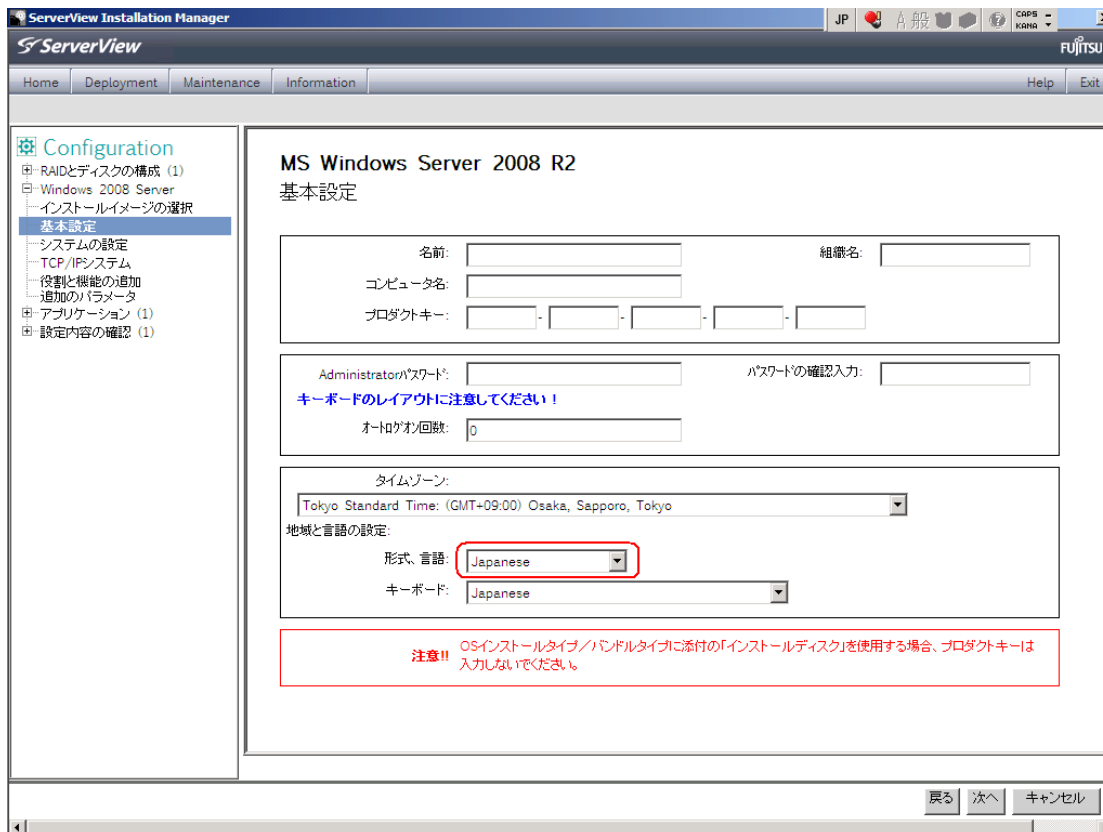 ServerView Installation Manager
JP A 般 CAPS KANA
ServerView FUJITSU
Home Deployment Maintenance Information Help Exit
Configuration
RAIDとディスクの構成 (1)
Windows 2008 Server
インストールイメージの選択
基本設定
システムの設定
TCP/IPシステム
役割と機能の追加
追加のパラメータ
アプリケーション (1)
設定内容の確認 (1)
MS Windows Server 2008 R2
基本設定
名前: 組織名:
コンピュータ名:
プロダクトキー: - - - -
Administratorパスワード: パスワードの確認入力:
キーボードのレイアウトに注意してください!
オートログオン回数: 0
タイムゾーン:
Tokyo Standard Time: (GMT+09:00) Osaka, Sapporo, Tokyo
地域と言語の設定:
形式、言語: Japanese
キーボード: Japanese
注意!! OSインストールタイプ/バンドルタイプに添付の「インストールディスク」を使用する場合、プロダクトキーは
入力しないでください。
戻る 次へ キャンセル